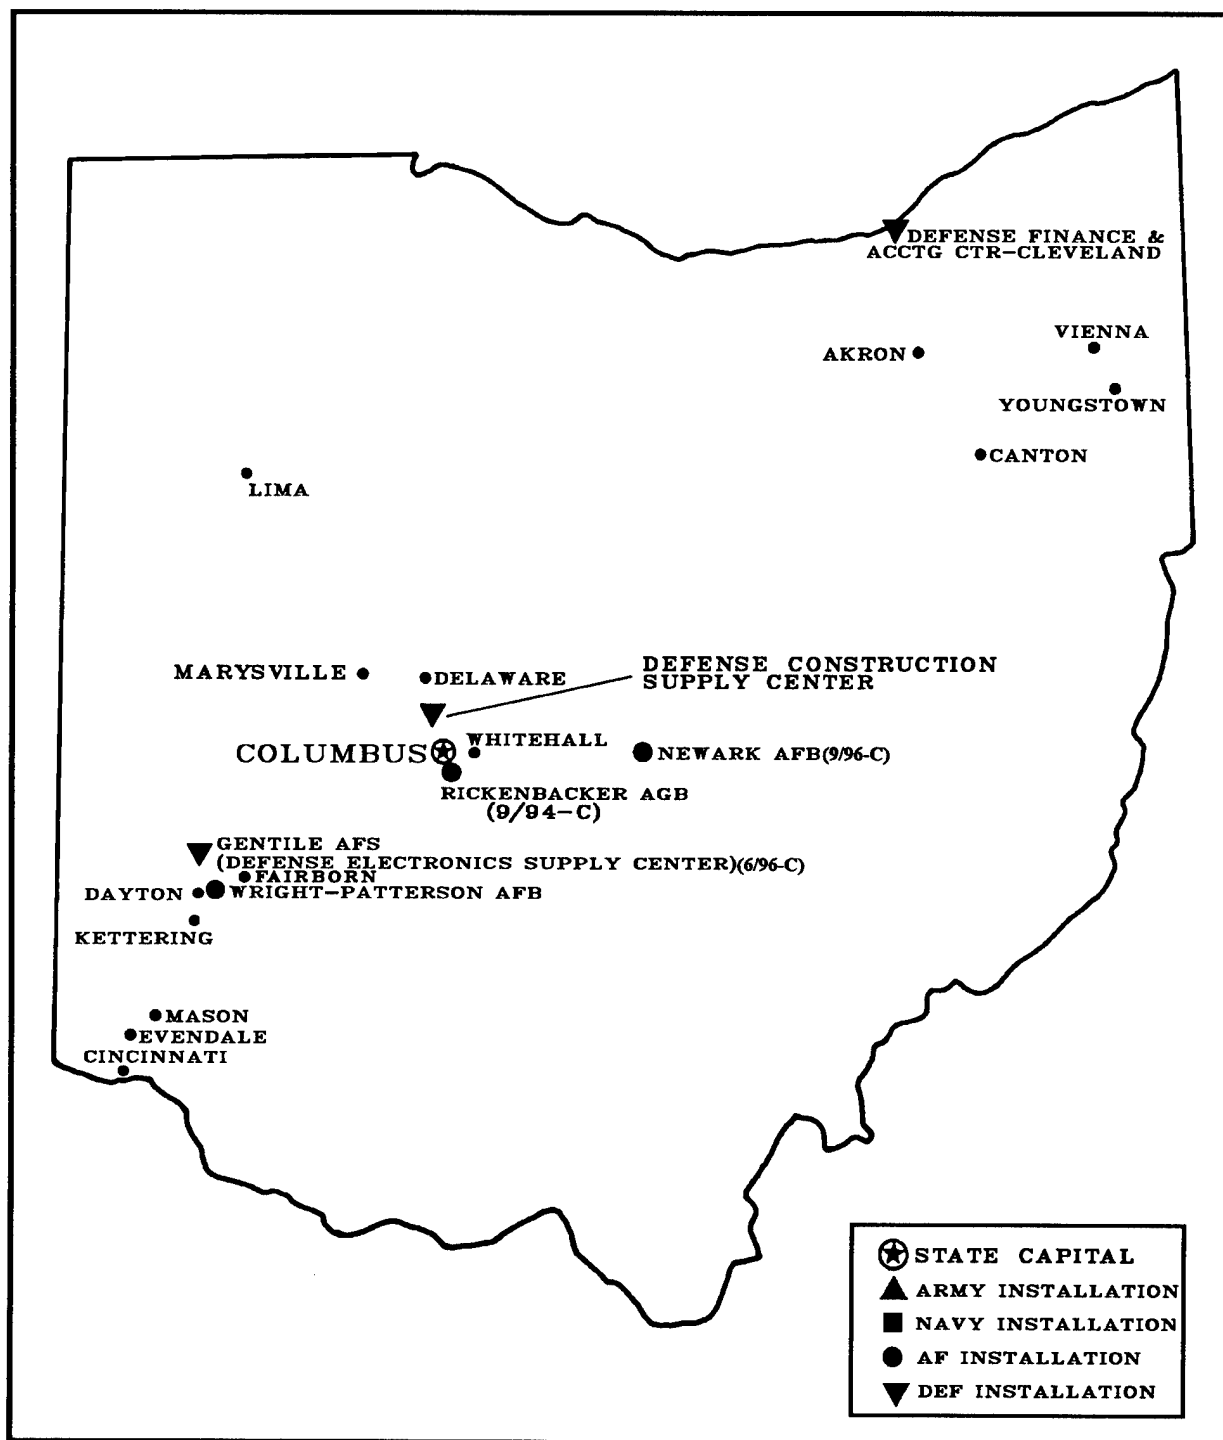 DEFENSE FINANCE &
ACCTG CTR-CLEVELAND
VIENNA
AKRON
YOUNGSTOWN
CANTON
LIMA
DEFENSE CONSTRUCTION
SUPPLY CENTER
MARYSVILLE
DELAWARE
WHITEHALL
COLUMBUS
NEWARK AFB(9/96-C)
RICKENBACKER AGB
(9/94-C)
GENTILE AFS
(DEFENSE ELECTRONICS SUPPLY CENTER)(6/96-C)
FAIRBORN
DAYTON
WRIGHT-PATTERSON AFB
KETTERING
MASON
EVENDALE
CINCINNATI
STATE CAPITAL
ARMY INSTALLATION
NAVY INSTALLATION
AF INSTALLATION
DEF INSTALLATION